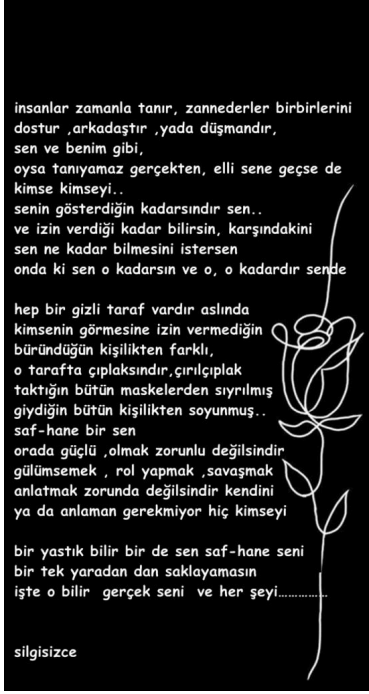 insanlar zamanla tanır, zannederler birbirlerini
dostur ,arkadaştır ,yada düşmandır,
sen ve benim gibi,
oysa tanıyamaz gerçekten, elli sene geçse de
kimse kimseyi..
senin gösterdiğin kadarsındır sen..
ve izin verdiği kadar bilirsin, karşındakini
sen ne kadar bilmesini istersen
onda ki sen o kadarsın ve o, o kadardır sende
hep bir gizli taraf vardır aslında
kimsenin görmesine izin vermediğin
büründüğün kişilikten farklı,
o tarafta çıplaksındır,çırılçıplak
taktığın bütün maskelerden sıyrılmış
giydiğin bütün kişilikten soyunmuş..
saf-hane bir sen
orada güçlü ,olmak zorunlu değilsindir
gülümsemek , rol yapmak ,savaşmak
anlatmak zorunda değilsindir kendini
ya da anlaman gerekmiyor hiç kimseyi
bir yastık bilir bir de sen saf-hane seni
bir tek yaradan dan saklayamasın
işte o bilir  gerçek seni  ve her şeyi……………
silgisizce